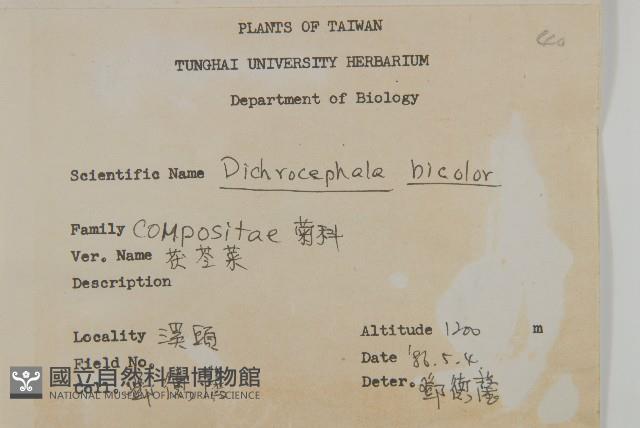 PLANTS OF TAIWAN
440
TUNGHAI UNIVERSITY HERBARIUM
Department of Biology
Scientific Name Dichrocephala bicolor
Family Compositae 菊科
Ver. Name 茯苓菜
Description
Locality 溪頭 Altitude 1200 m
Field No. Date '86.5.4
Coll. Deter.
國立自然科學博物館
NATIONAL MUSEUM OF NATURAL SCIENCE